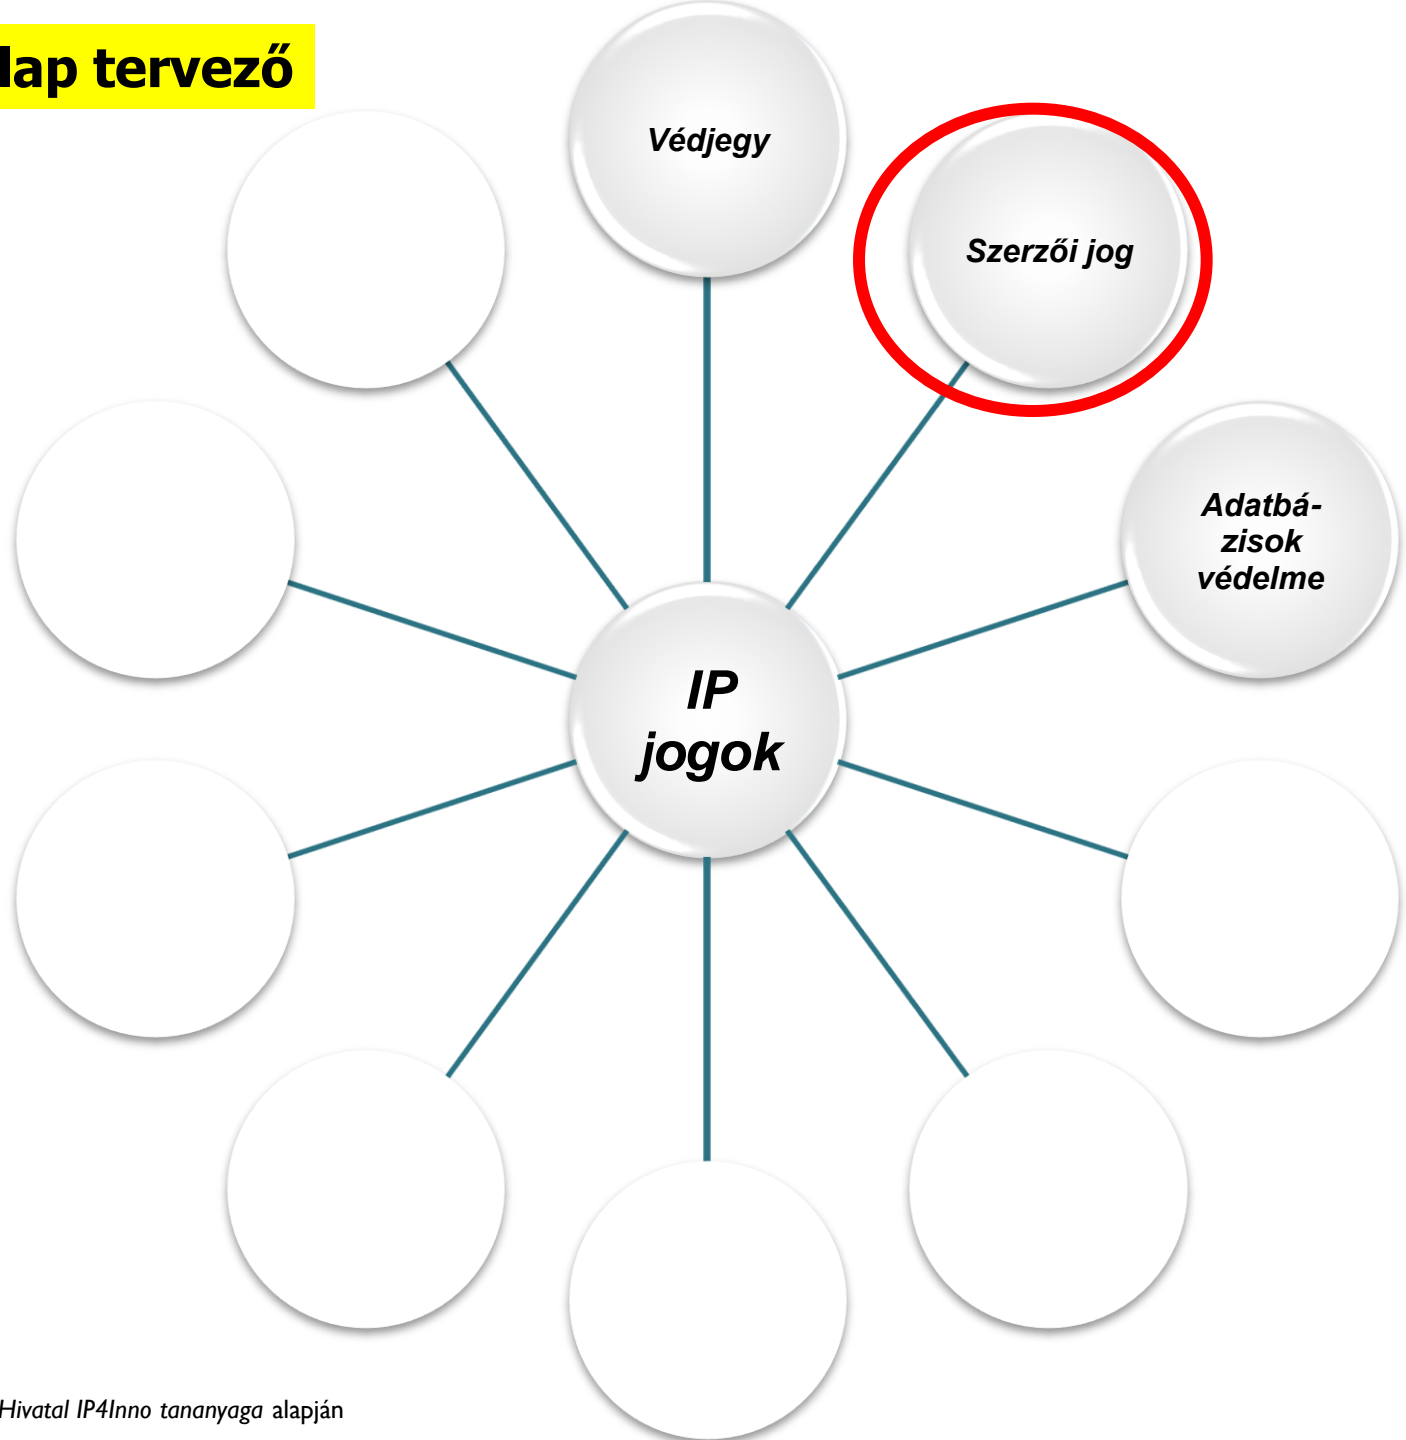 lap tervező
Védjegy
Szerzői jog
Adatbá-
zisok
védelme
IP
jogok
Hivatal IP4Inno tananyaga alapján